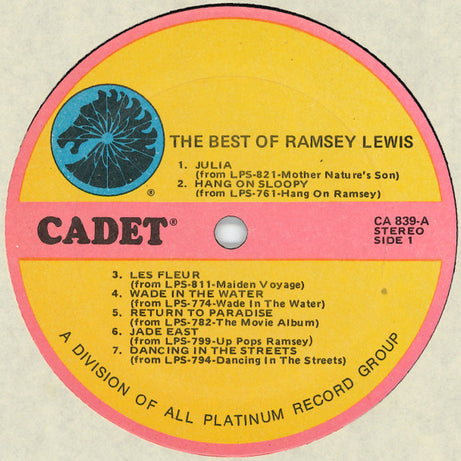 THE BEST OF RAMSEY LEWIS
1. JULIA
(from LPS-821-Mother Nature's Son)
2. HANG ON SLOOPY
(from LPS-761-Hang On Ramsey)
®
CADET®
CA 839-A
STEREO
SIDE 1
3. LES FLEUR
(from LPS-811-Maiden Voyage)
4. WADE IN THE WATER
(from LPS-774-Wade In The Water)
5. RETURN TO PARADISE
(from LPS-782-The Movie Album)
6. JADE EAST
(from LPS-799-Up Pops Ramsey)
7. DANCING IN THE STREETS
(from LPS-794-Dancing In The Streets)
A DIVISION OF ALL PLATINUM RECORD GROUP